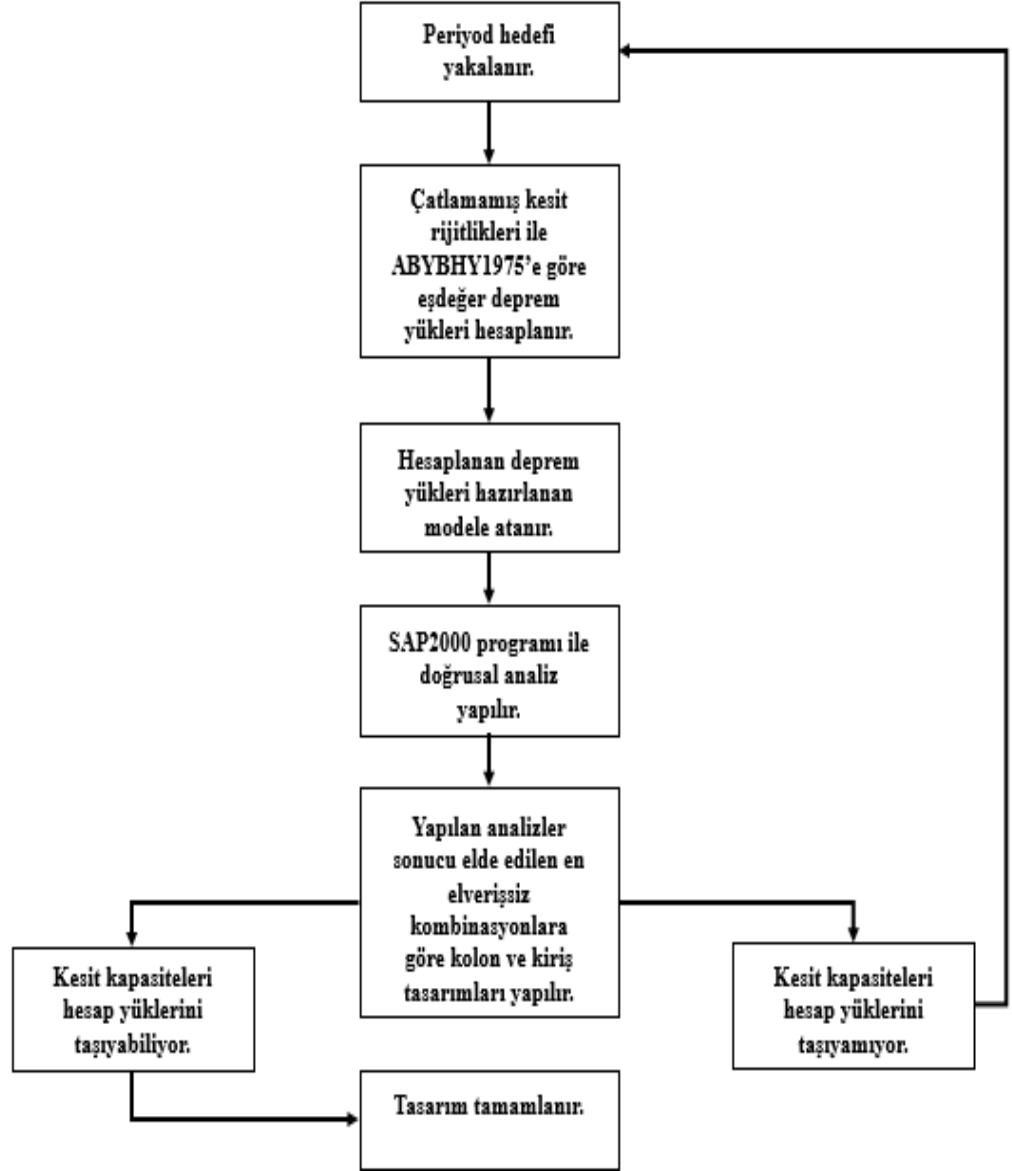 Periyod hedefi
yakalanır.
Çatlamamış kesit
rijitlikleri ile
ABYBHY1975’e göre
eşdeğer deprem
yükleri hesaplanır.
Hesaplanan deprem
yükleri hazırlanan
modele atanır.
SAP2000 programı ile
doğrusal analiz
yapılır.
Yapılan analizler
sonucu elde edilen en
elverişsiz
kombinasyonlara
göre kolon ve kiriş
tasarımları yapılır.
Kesit kapasiteleri
hesap yüklerini
taşıyabiliyor.
Kesit kapasiteleri
hesap yüklerini
taşıyamıyor.
Tasarım tamamlanır.